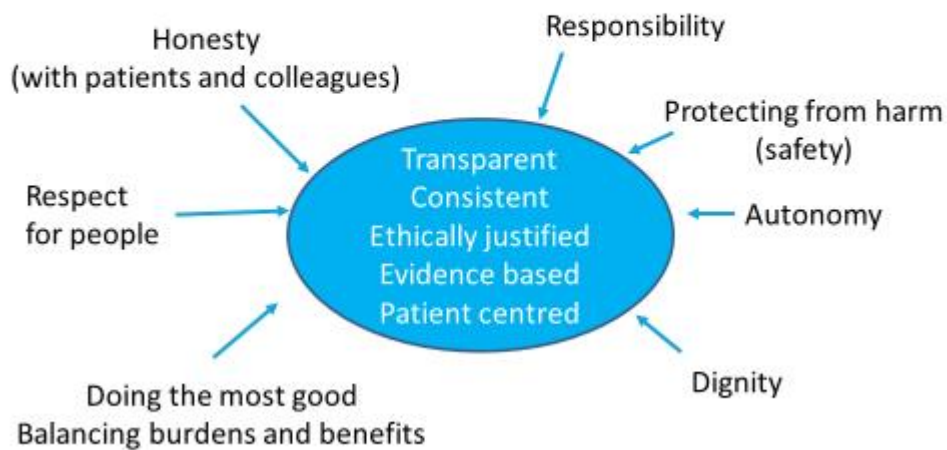 Honesty
(with patients and colleagues)
Responsibility
Protecting from harm
(safety)
Transparent
Consistent
Ethically justified
Evidence based
Patient centred
Respect
for people
Autonomy
Doing the most good
Balancing burdens and benefits
Dignity